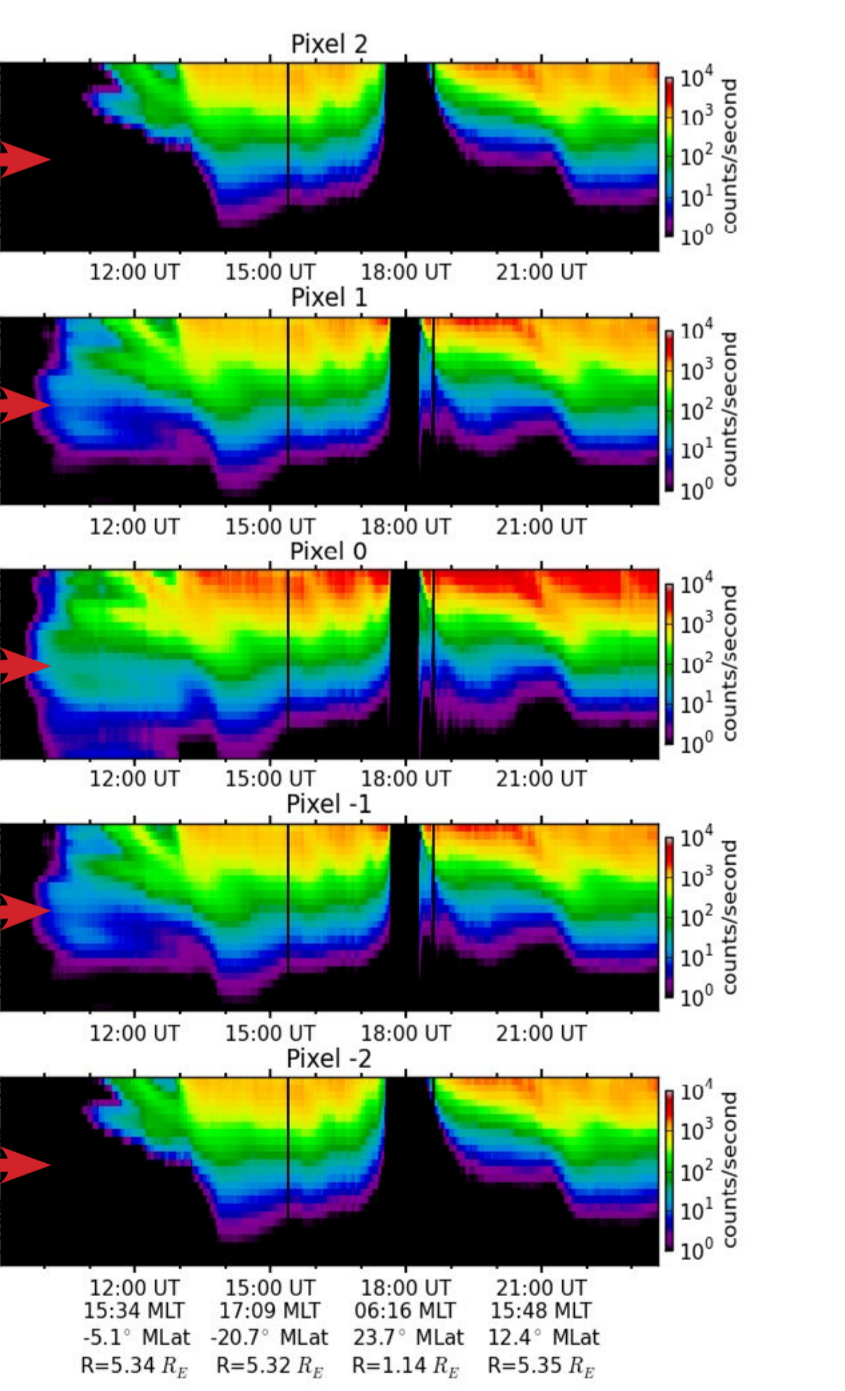 Pixel 2
10⁴
10³
10²
10¹
10⁰
counts/second
12:00 UT 15:00 UT 18:00 UT 21:00 UT
Pixel 1
10⁴
10³
10²
10¹
10⁰
counts/second
12:00 UT 15:00 UT 18:00 UT 21:00 UT
Pixel 0
10⁴
10³
10²
10¹
10⁰
counts/second
12:00 UT 15:00 UT 18:00 UT 21:00 UT
Pixel -1
10⁴
10³
10²
10¹
10⁰
counts/second
12:00 UT 15:00 UT 18:00 UT 21:00 UT
Pixel -2
10⁴
10³
10²
10¹
10⁰
counts/second
12:00 UT 15:00 UT 18:00 UT 21:00 UT
15:34 MLT 17:09 MLT 06:16 MLT 15:48 MLT
-5.1° MLat -20.7° MLat 23.7° MLat 12.4° MLat
R=5.34 R_E R=5.32 R_E R=1.14 R_E R=5.35 R_E